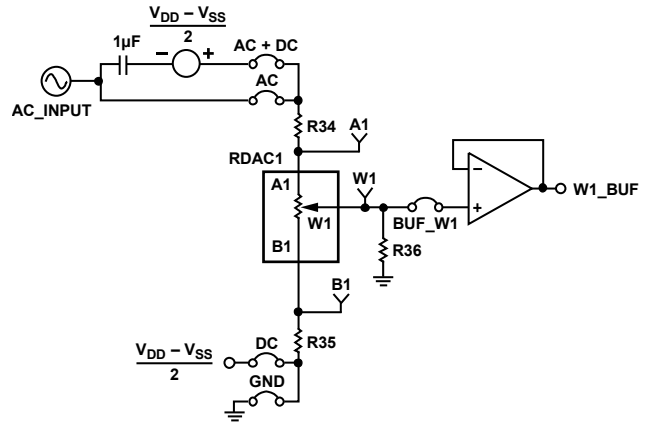 V_DD – V_SS
2
1µF
–
+
AC + DC
AC_INPUT
AC
R34
A1
RDAC1
A1
W1
W1
B1
BUF_W1
–
+
W1_BUF
R36
B1
R35
V_DD – V_SS
2
DC
GND